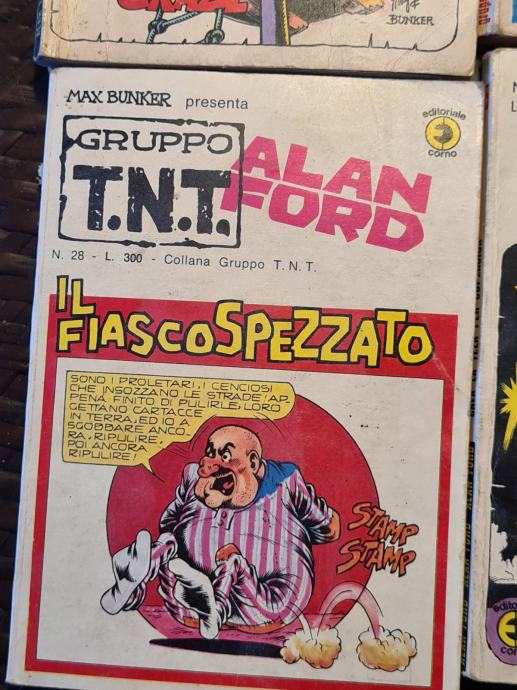 BUNKER
MAX BUNKER presenta
editoriale
corno
GRUPPO
T.N.T.
ALAN
FORD
N. 28 - L. 300 - Collana Gruppo T. N. T.
IL
FIASCO SPEZZATO
SONO I PROLETARI, I CENCIOSI
CHE INSOZZANO LE STRADE, AP-
PENA FINITO DI PULIRLE, LORO
GETTANO CARTACCE
IN TERRA, ED IO A
SGOBBARE ANCO-
RA, RIPULIRE,
POI ANCORA
RIPULIRE!
STAMP
STAMP
ALAN FORD